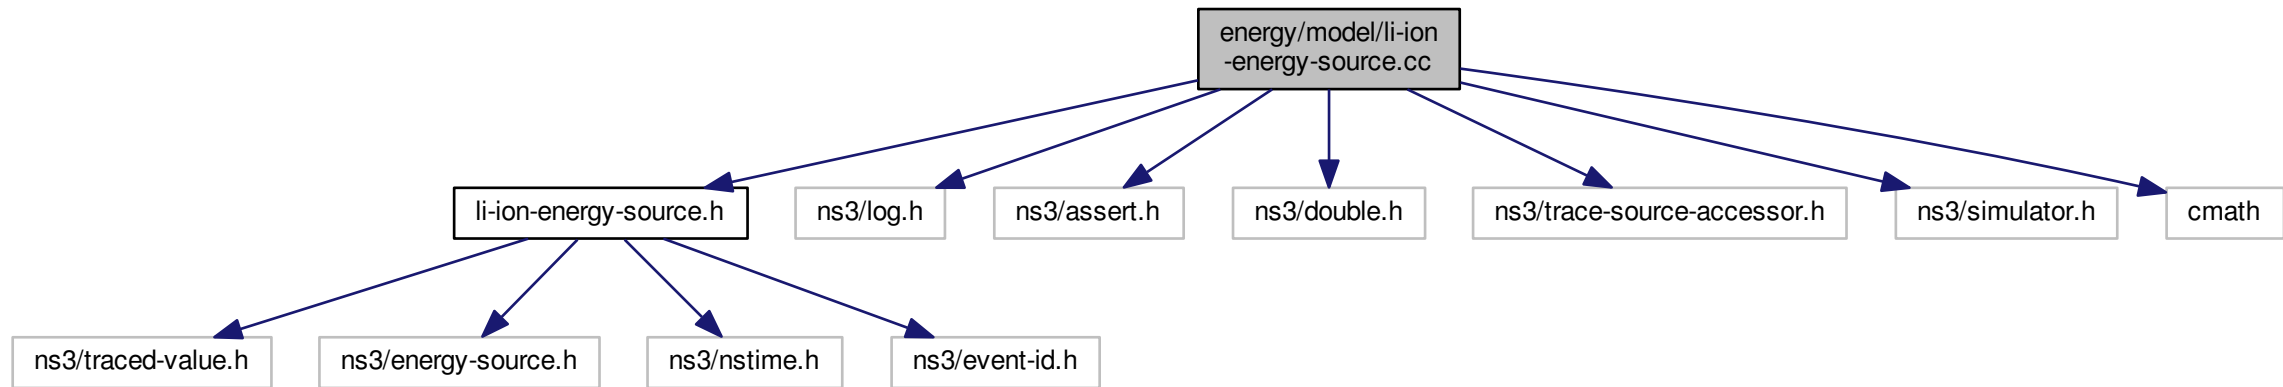 energy/model/li-ion
-energy-source.cc
li-ion-energy-source.h
ns3/log.h
ns3/assert.h
ns3/double.h
ns3/trace-source-accessor.h
ns3/simulator.h
cmath
ns3/traced-value.h
ns3/energy-source.h
ns3/nstime.h
ns3/event-id.h